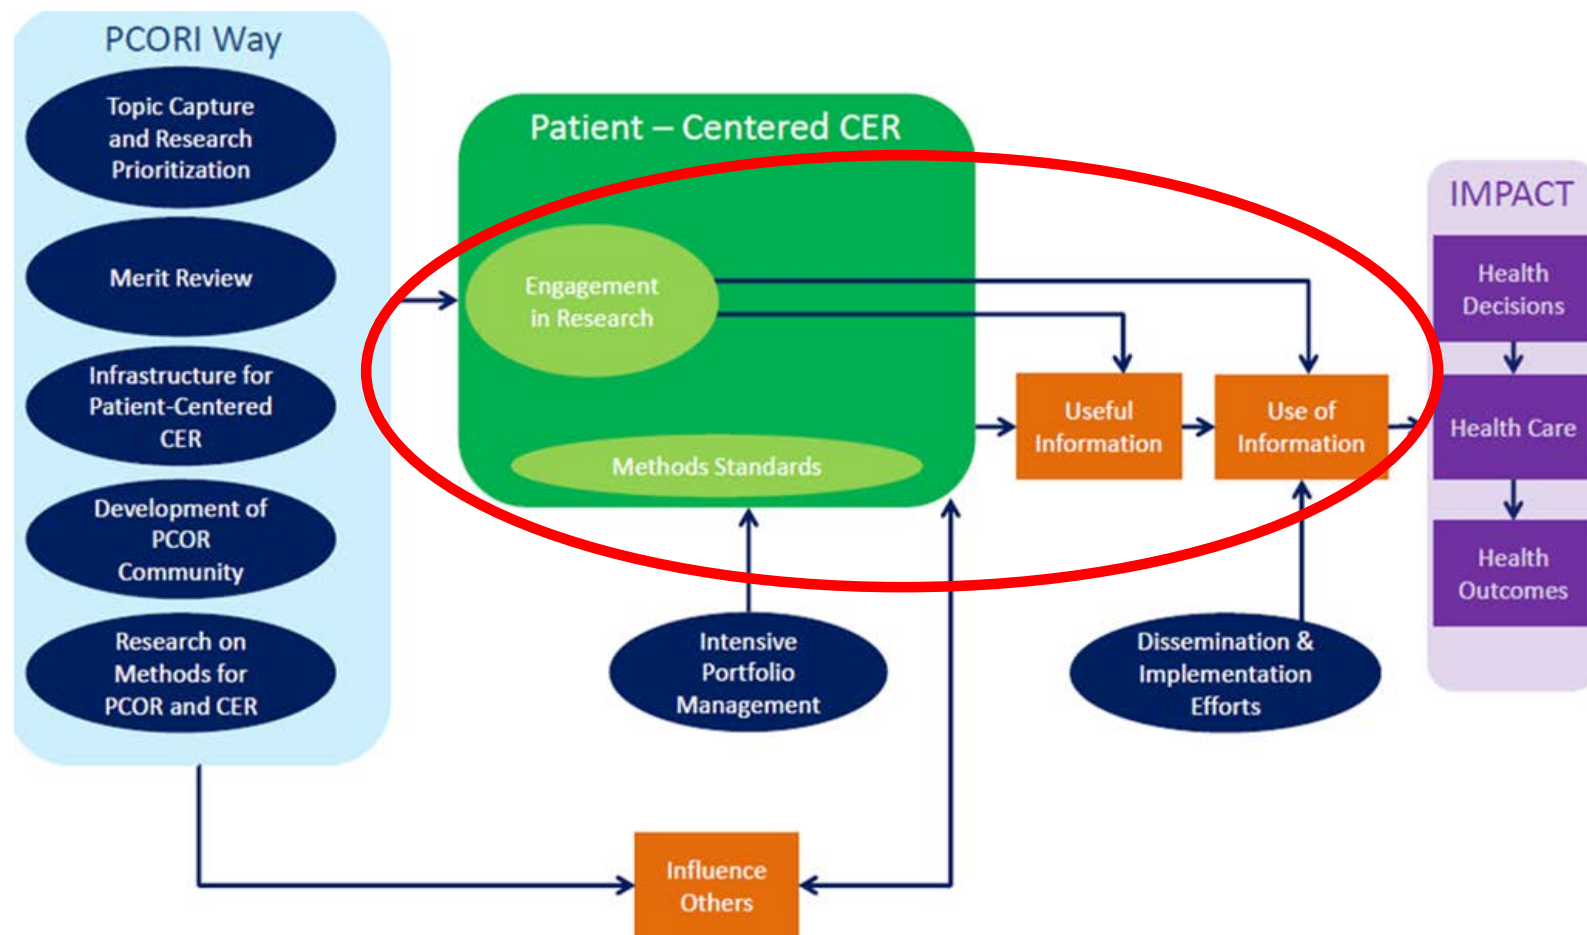 PCORI Way
Topic Capture
and Research
Prioritization
Merit Review
Infrastructure for
Patient-Centered
CER
Development of
PCOR
Community
Research on
Methods for
PCOR and CER
Patient – Centered CER
Engagement
in Research
Methods Standards
Useful
Information
Use of
Information
Intensive
Portfolio
Management
Dissemination &
Implementation
Efforts
Influence
Others
IMPACT
Health
Decisions
Health Care
Health
Outcomes